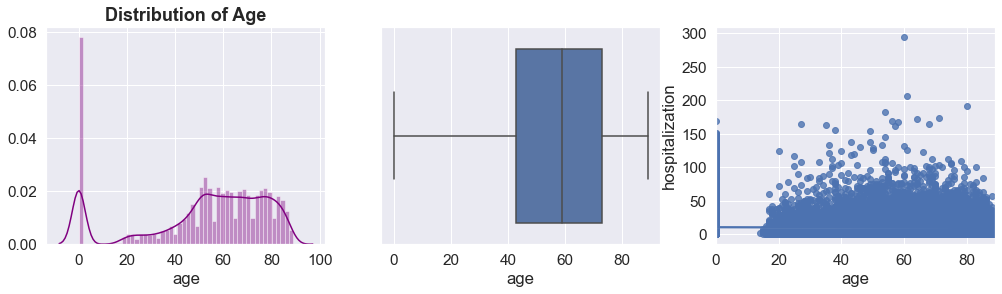 Distribution of Age
0.08
0.06
0.04
0.02
0.00
0 20 40 60 80 100
age
0 20 40 60 80
age
hospitalization
300
250
200
150
100
50
0
0 20 40 60 80
age